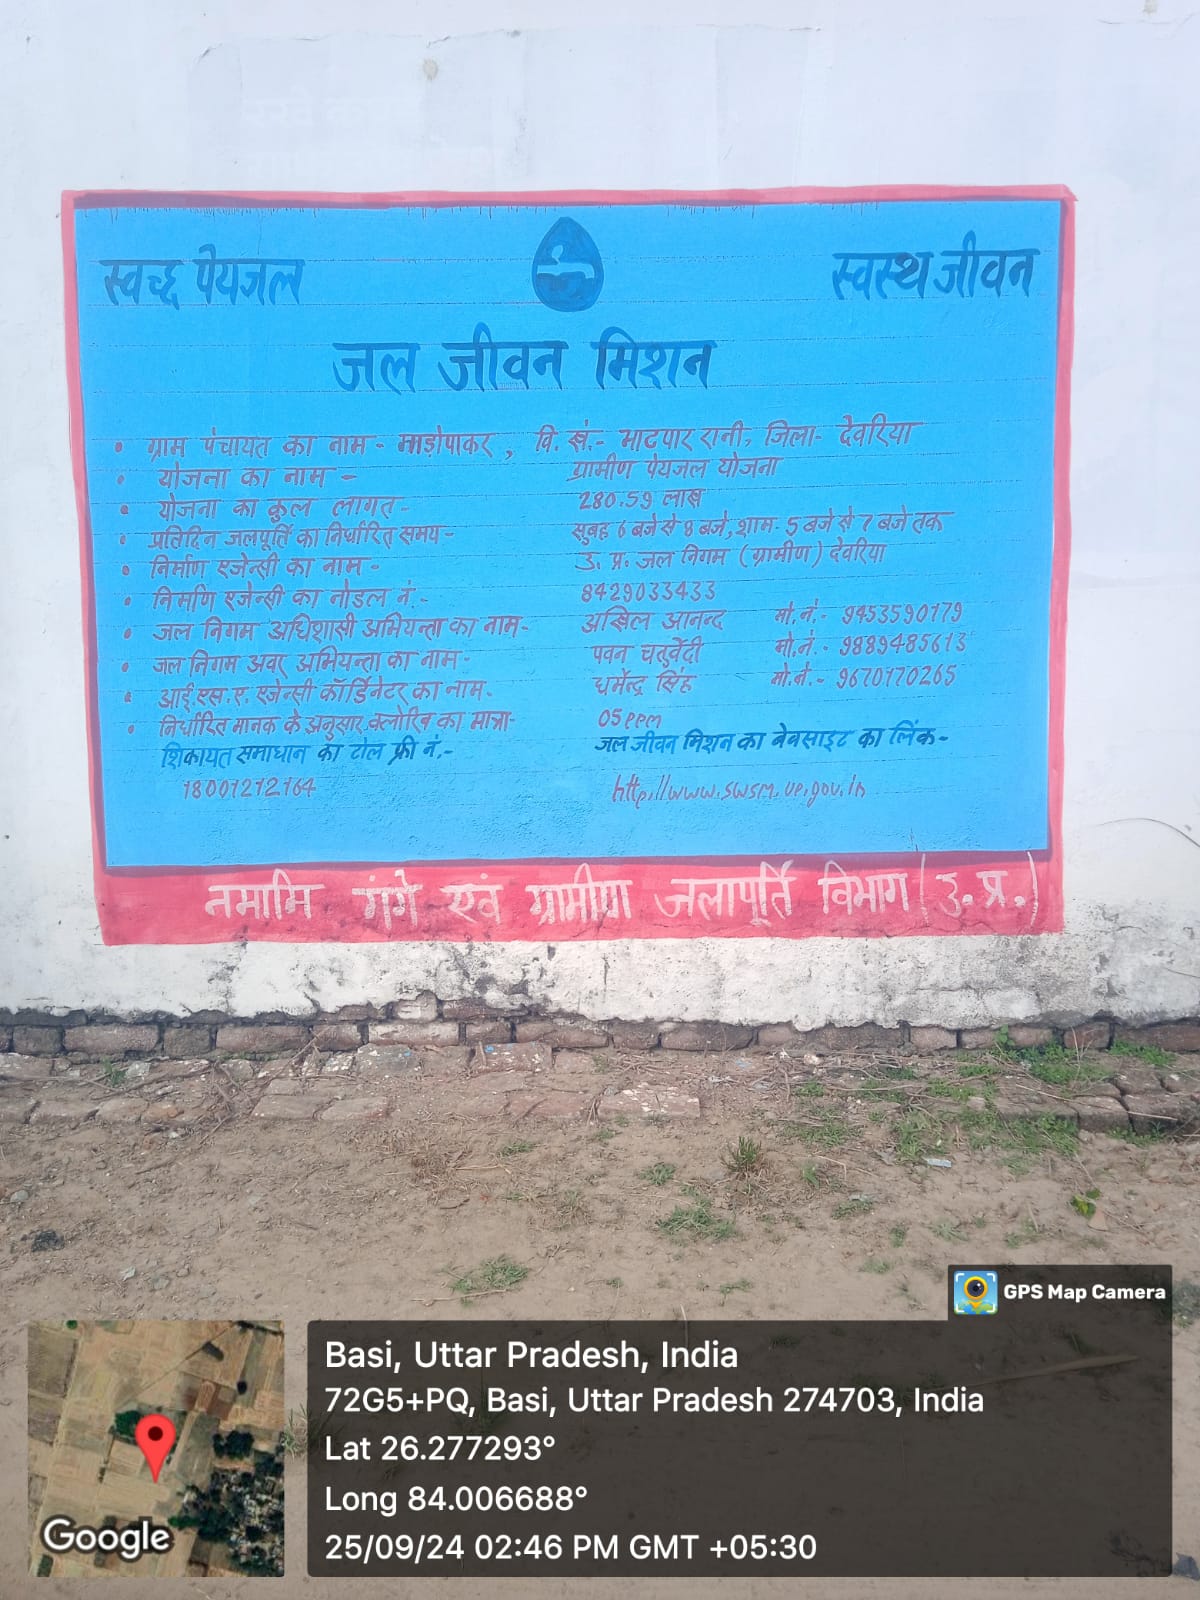 स्वच्छ पेयजल स्वस्थ जीवन
जल जीवन मिशन
• ग्राम पंचायत का नाम - माड़ोपाकर, वि. खं.- भाटपार रानी, जिला- देवरिया
• योजना का नाम - ग्रामीण पेयजल योजना
• योजना का कुल लागत- 280.59 लाख
• प्रतिदिन जलपूर्ति का निर्धारित समय- सुबह 6 बजे से 8 बजे, शाम- 5 बजे से 7 बजे तक
• निर्माण एजेन्सी का नाम - उ. प्र. जल निगम (ग्रामीण) देवरिया
• निर्माण एजेन्सी का नोडल नं.- 8429033433
• जल निगम अधिशासी अभियन्ता का नाम- अखिल आनन्द मो.नं.- 9453590779
• जल निगम अवर अभियन्ता का नाम- पवन चतुर्वेदी मो.नं.- 9889485613
• आई.एस.ए. एजेन्सी कॉर्डिनेटर का नाम- धर्मेन्द्र सिंह मो.नं.- 9670170265
• निर्धारित मानक के अनुसार क्लोरिन का मात्रा- 05 PPM
शिकायत समाधान का टोल फ्री नं.- जल जीवन मिशन का बेवसाइट का लिंक-
18001212164 http://www.swsm.up.gov.in
नमामि गंगे एवं ग्रामीण जलापूर्ति विभाग (उ. प्र.)
GPS Map Camera
Basi, Uttar Pradesh, India
72G5+PQ, Basi, Uttar Pradesh 274703, India
Lat 26.277293°
Long 84.006688°
25/09/24 02:46 PM GMT +05:30
Google